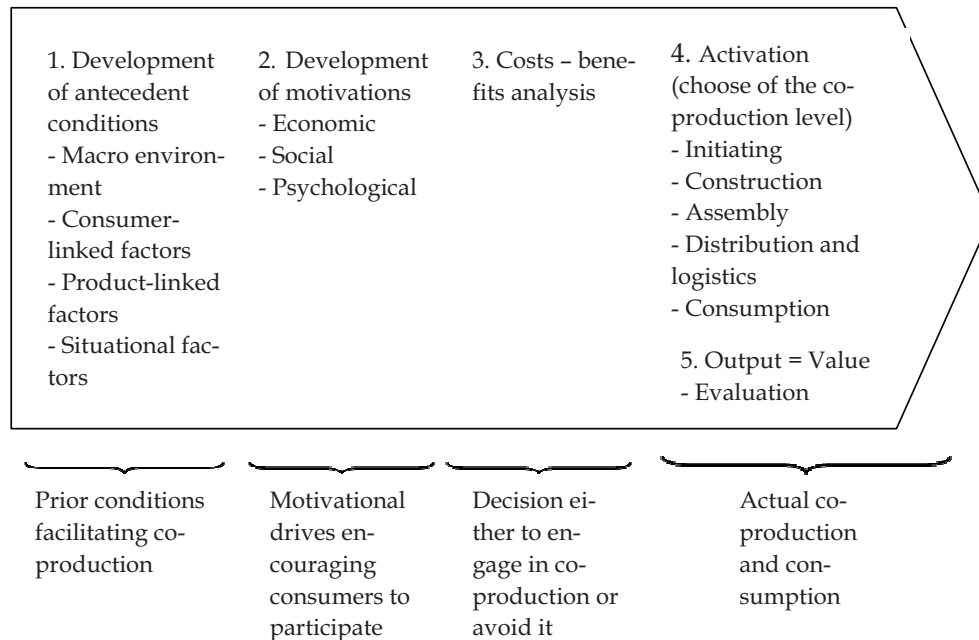 1. Development
of antecedent
conditions
- Macro environ-
ment
- Consumer-
linked factors
- Product-linked
factors
- Situational fac-
tors
2. Development
of motivations
- Economic
- Social
- Psychological
3. Costs – bene-
fits analysis
4. Activation
(choose of the co-
production level)
- Initiating
- Construction
- Assembly
- Distribution and
logistics
- Consumption
5. Output = Value
- Evaluation
Prior conditions
facilitating co-
production
Motivational
drives en-
couraging
consumers to
participate
Decision ei-
ther to en-
gage in co-
production or
avoid it
Actual co-
production
and con-
sumption